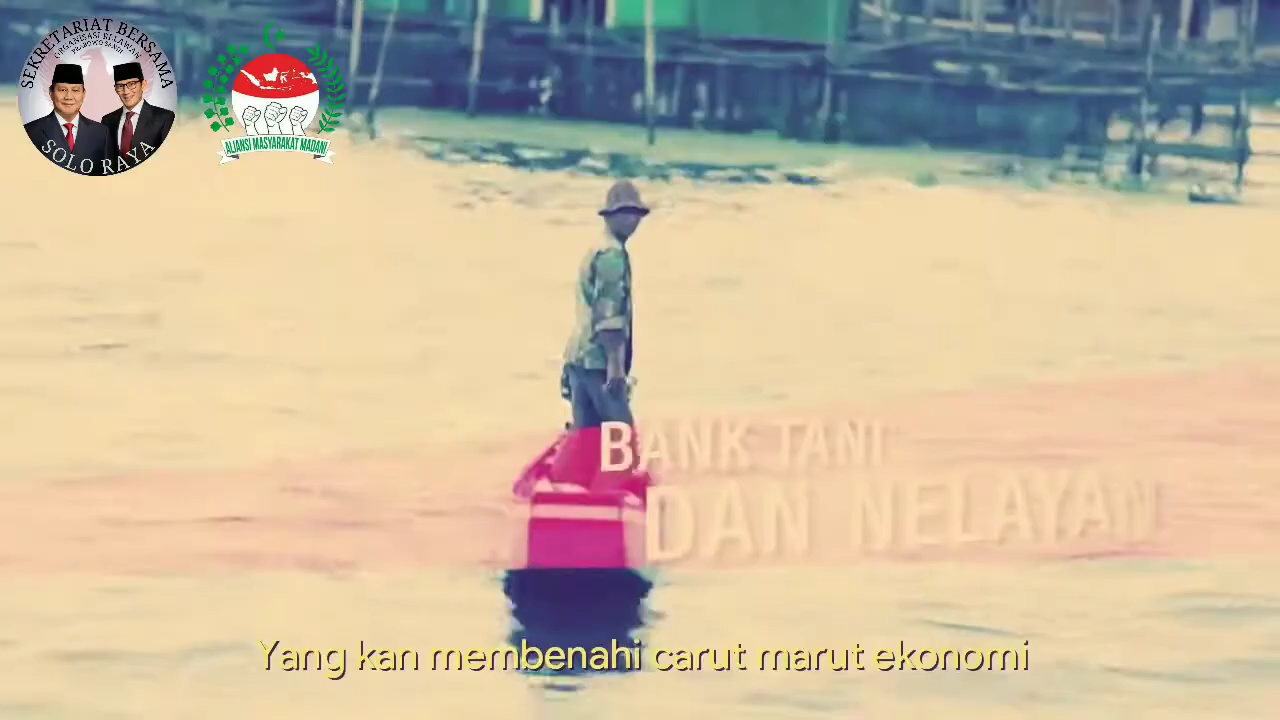 SEKRETARIAT BERSAMA
SOLO RAYA
ALIANSI MASYARAKAT MADANI
BANK TANI
DAN NELAYAN
Yang kan membenahi carut marut ekonomi